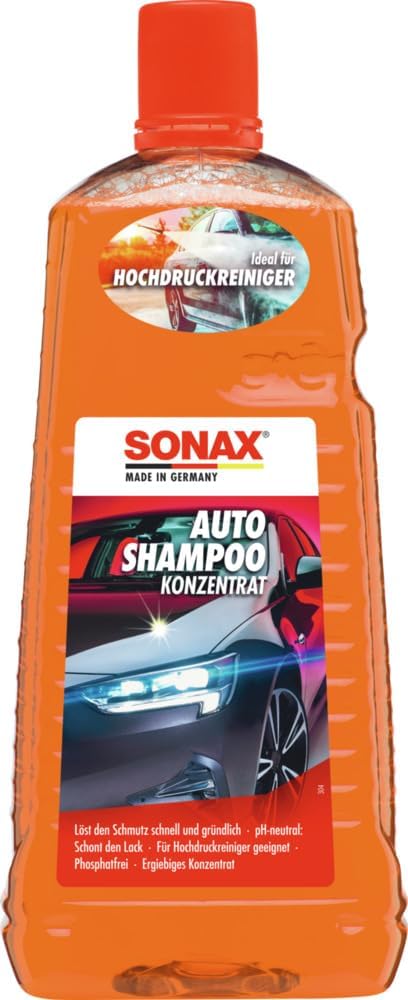 Ideal für
HOCHDRUCKREINIGER
SONAX®
MADE IN GERMANY
AUTO
SHAMPOO
KONZENTRAT
304
Löst den Schmutz schnell und gründlich · pH-neutral:
Schont den Lack · Für Hochdruckreiniger geeignet ·
Phosphatfrei · Ergiebiges Konzentrat